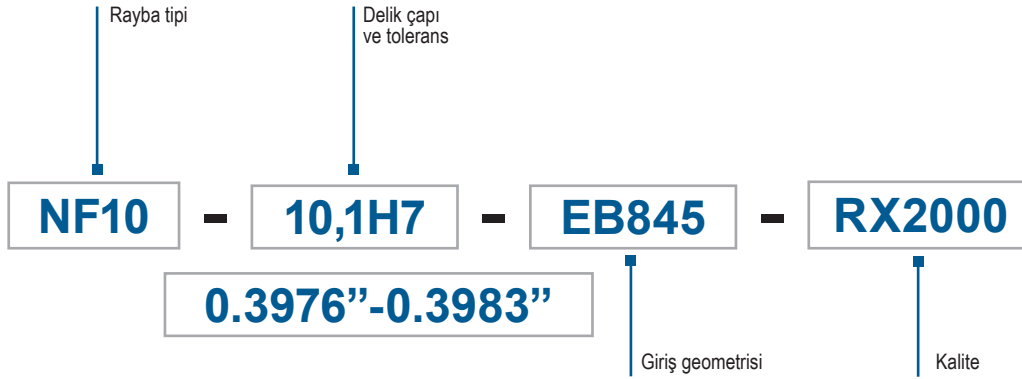 Rayba tipi
Delik çapı
ve tolerans
NF10 - 10,1H7 - EB845 - RX2000
0.3976”-0.3983”
Giriş geometrisi
Kalite